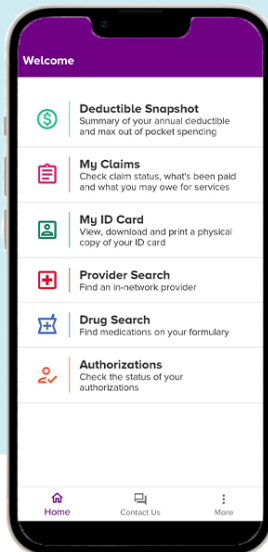 Welcome
Deductible Snapshot
Summary of your annual deductible
and max out of pocket spending
My Claims
Check claim status, what's been paid
and what you may owe for services
My ID Card
View, download and print a physical
copy of your ID card
Provider Search
Find an in-network provider
Drug Search
Find medications on your formulary
Authorizations
Check the status of your
authorizations
Home
Contact Us
More